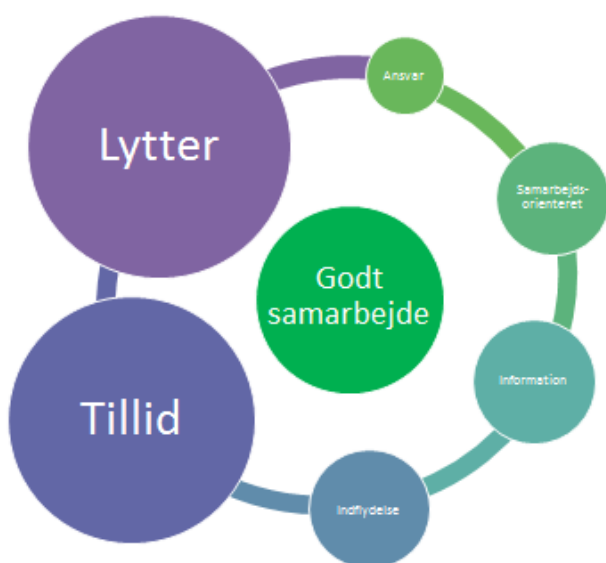 Lytter
Ansvar
Samarbejds-
orienteret
Godt
samarbejde
Information
Tillid
Indflydelse